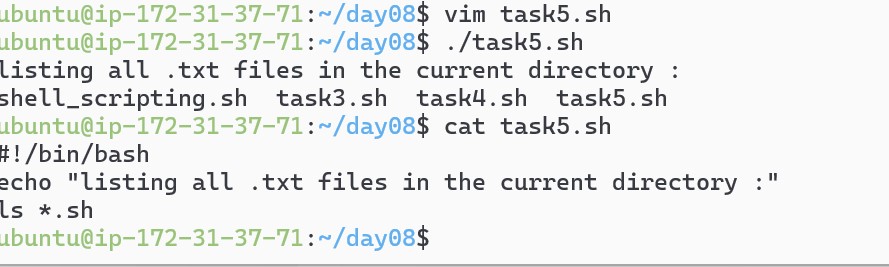 ubuntu@ip-172-31-37-71:~/day08$ vim task5.sh
ubuntu@ip-172-31-37-71:~/day08$ ./task5.sh
listing all .txt files in the current directory :
shell_scripting.sh  task3.sh  task4.sh  task5.sh
ubuntu@ip-172-31-37-71:~/day08$ cat task5.sh
#!/bin/bash
echo "listing all .txt files in the current directory :"
ls *.sh
ubuntu@ip-172-31-37-71:~/day08$